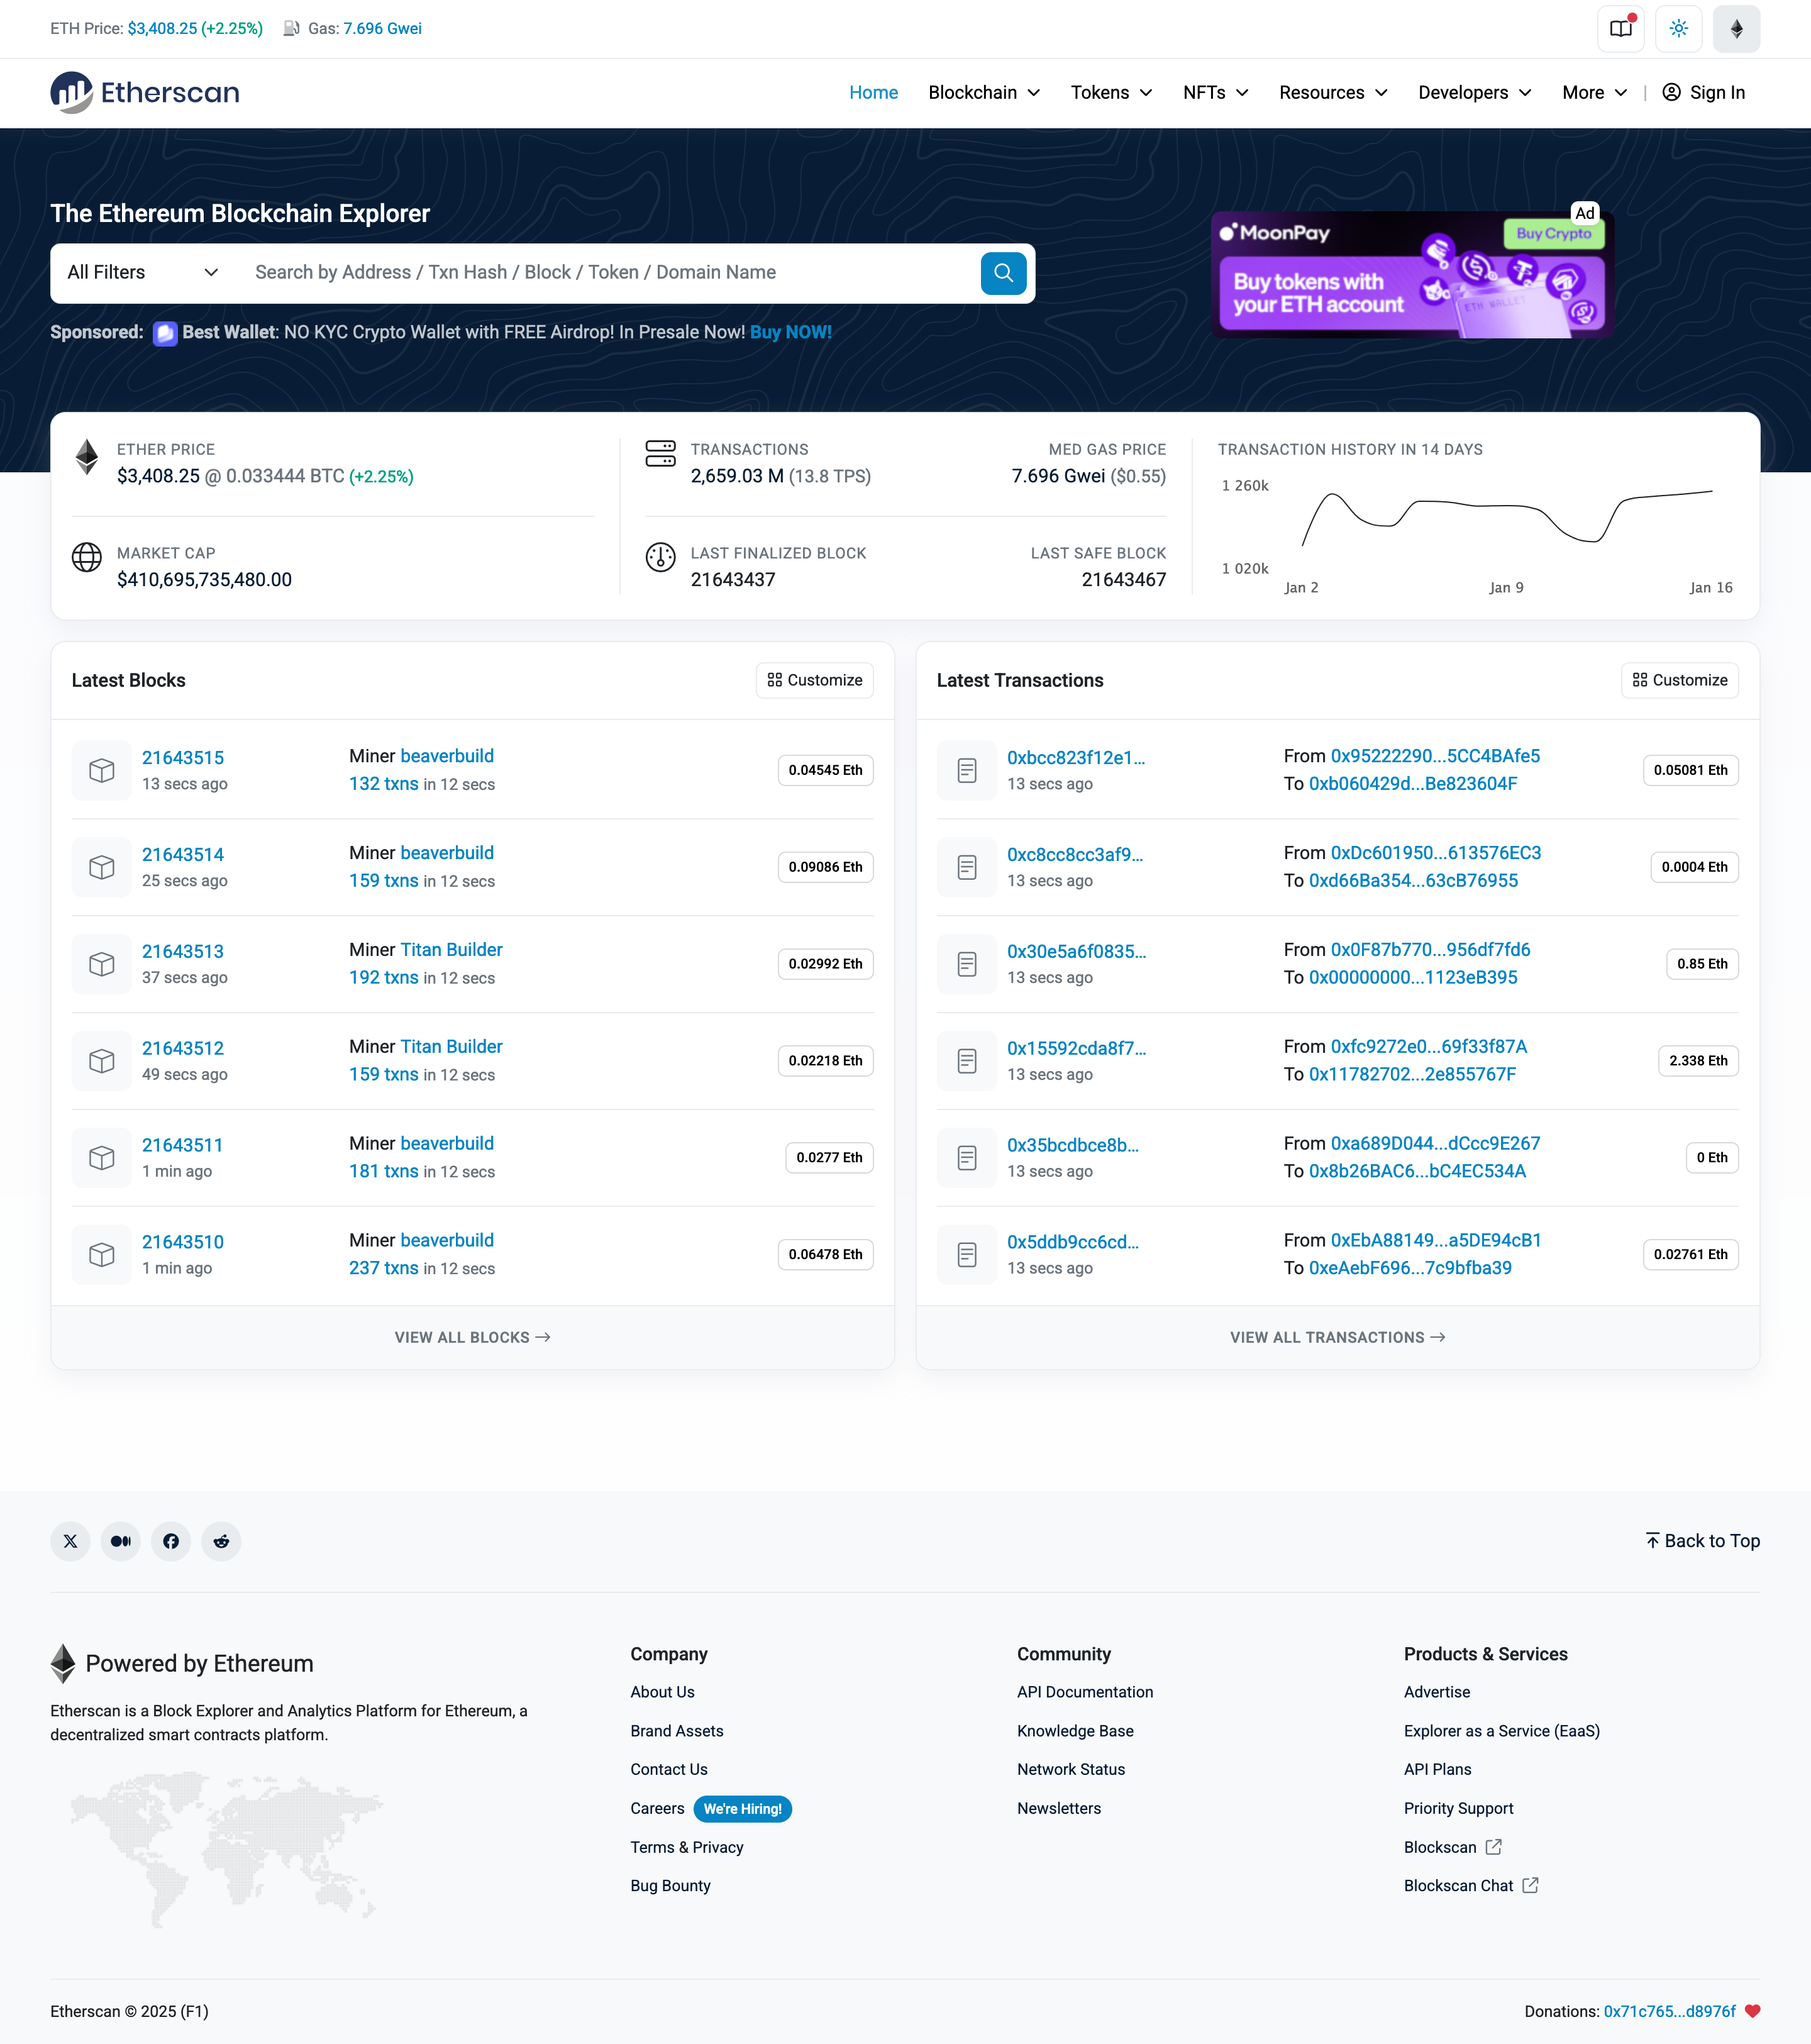 ETH Price: $3,408.25 (+2.25%) Gas: 7.696 Gwei
Etherscan
Home Blockchain Tokens NFTs Resources Developers More | Sign In
The Ethereum Blockchain Explorer
All Filters Search by Address / Txn Hash / Block / Token / Domain Name
Sponsored: Best Wallet: NO KYC Crypto Wallet with FREE Airdrop! In Presale Now! Buy NOW!
Ad
MoonPay Buy Crypto
Buy tokens with
your ETH account
ETH WALLET
ETHER PRICE
$3,408.25 @ 0.033444 BTC (+2.25%)
MARKET CAP
$410,695,735,480.00
TRANSACTIONS
2,659.03 M (13.8 TPS)
MED GAS PRICE
7.696 Gwei ($0.55)
LAST FINALIZED BLOCK
21643437
LAST SAFE BLOCK
21643467
TRANSACTION HISTORY IN 14 DAYS
1 260k
1 020k
Jan 2 Jan 9 Jan 16
Latest Blocks Customize
21643515
13 secs ago
Miner beaverbuild
132 txns in 12 secs
0.04545 Eth
21643514
25 secs ago
Miner beaverbuild
159 txns in 12 secs
0.09086 Eth
21643513
37 secs ago
Miner Titan Builder
192 txns in 12 secs
0.02992 Eth
21643512
49 secs ago
Miner Titan Builder
159 txns in 12 secs
0.02218 Eth
21643511
1 min ago
Miner beaverbuild
181 txns in 12 secs
0.0277 Eth
21643510
1 min ago
Miner beaverbuild
237 txns in 12 secs
0.06478 Eth
VIEW ALL BLOCKS →
Latest Transactions Customize
0xbcc823f12e1...
13 secs ago
From 0x95222290...5CC4BAfe5
To 0xb060429d...Be823604F
0.05081 Eth
0xc8cc8cc3af9...
13 secs ago
From 0xDc601950...613576EC3
To 0xd66Ba354...63cB76955
0.0004 Eth
0x30e5a6f0835...
13 secs ago
From 0x0F87b770...956df7fd6
To 0x00000000...1123eB395
0.85 Eth
0x15592cda8f7...
13 secs ago
From 0xfc9272e0...69f33f87A
To 0x11782702...2e855767F
2.338 Eth
0x35bcdbce8b...
13 secs ago
From 0xa689D044...dCcc9E267
To 0x8b26BAC6...bC4EC534A
0 Eth
0x5ddb9cc6cd...
13 secs ago
From 0xEbA88149...a5DE94cB1
To 0xeAebF696...7c9bfba39
0.02761 Eth
VIEW ALL TRANSACTIONS →
Back to Top
Powered by Ethereum
Etherscan is a Block Explorer and Analytics Platform for Ethereum, a
decentralized smart contracts platform.
Company
About Us
Brand Assets
Contact Us
Careers We're Hiring!
Terms & Privacy
Bug Bounty
Community
API Documentation
Knowledge Base
Network Status
Newsletters
Products & Services
Advertise
Explorer as a Service (EaaS)
API Plans
Priority Support
Blockscan
Blockscan Chat
Etherscan © 2025 (F1)
Donations: 0x71c765...d8976f